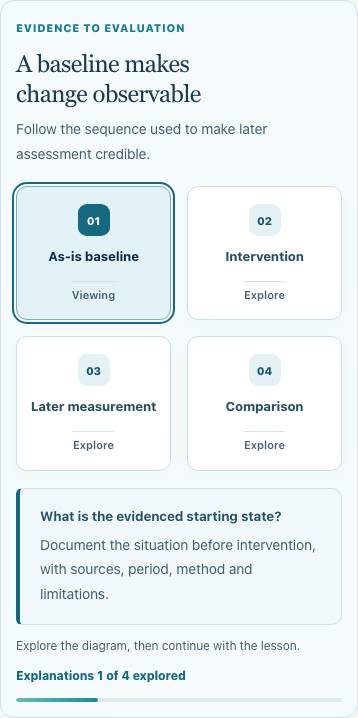 EVIDENCE TO EVALUATION
A baseline makes
change observable
Follow the sequence used to make later
assessment credible.
01
As-is baseline
Viewing
02
Intervention
Explore
03
Later measurement
Explore
04
Comparison
Explore
What is the evidenced starting state?
Document the situation before intervention,
with sources, period, method and
limitations.
Explore the diagram, then continue with the lesson.
Explanations 1 of 4 explored